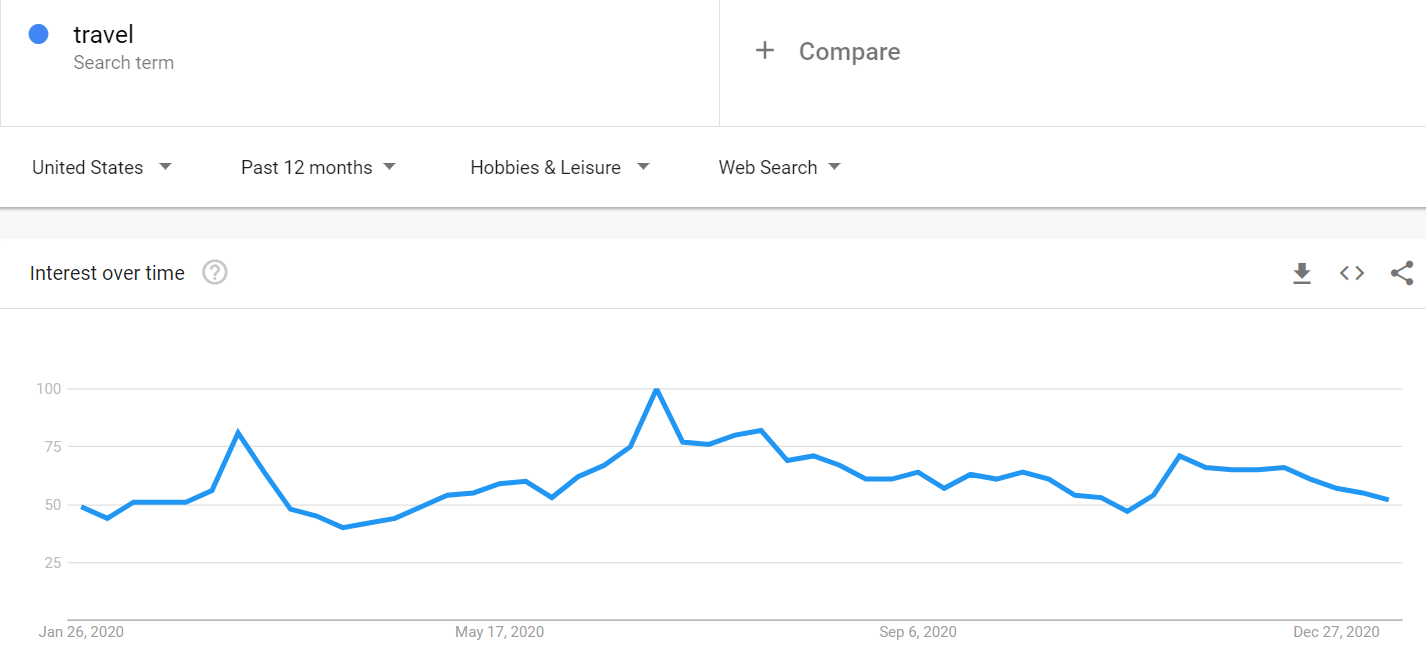 travel
Search term
+ Compare
United States
Past 12 months
Hobbies & Leisure
Web Search
Interest over time
?
100
75
50
25
Jan 26, 2020
May 17, 2020
Sep 6, 2020
Dec 27, 2020